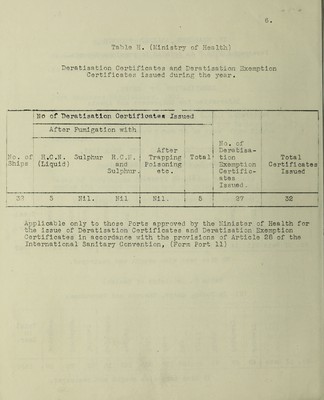 6.
Table H. (Ministry of Health)
Deratisation Certificates and Deratisation Exemption
Certificates issued during the year.
No of Deratisation Certificates Issued
After Fumigation with
No. of
Ships
H.C.N.
(Liquid)
Sulphur
H.C.N.
and
Sulphur.
After
Trapping
Poisoning
etc.
Total
No. of
Deratisa-
tion
Exemption
Certific-
ates
Issued.
Total
Certificates
Issued
5 Nil. Nil Nil. 5 27 32
Applicable only to those Ports approved by the Minister of Health for
the issue of Deratisation Certificates and Deratisation Exemption
Certificates in accordance with the provisions of Article 28 of the
International Sanitary Convention, (Form Port 11)